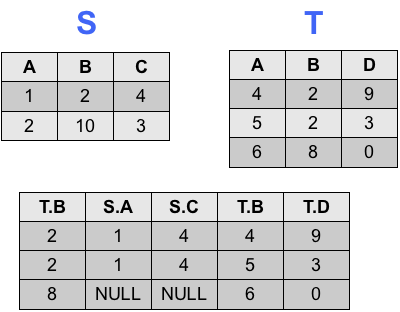 S
A B C
1 2 4
2 10 3
T
A B D
4 2 9
5 2 3
6 8 0
T.B S.A S.C T.B T.D
2 1 4 4 9
2 1 4 5 3
8 NULL NULL 6 0